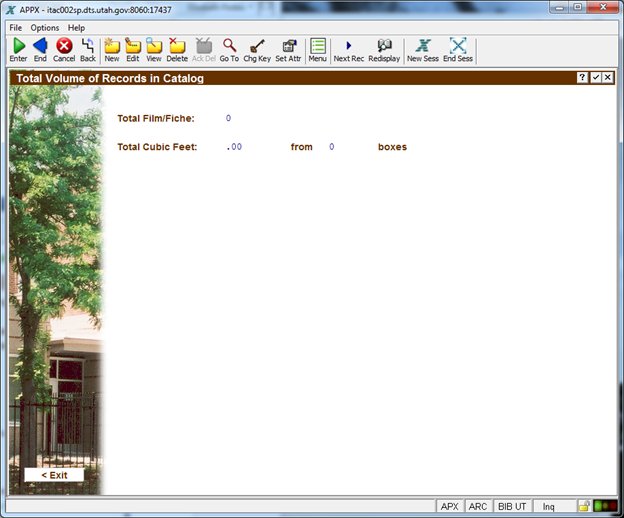 APPX - itac002sp.dts.utah.gov:8060:17437
File Options Help
Enter End Cancel Back New Edit View Delete Ack Del Go To Chg Key Set Attr Menu Next Rec Redisplay New Sess End Sess
Total Volume of Records in Catalog
Total Film/Fiche: 0
Total Cubic Feet: .00 from 0 boxes
< Exit
APX ARC BIB UT Inq